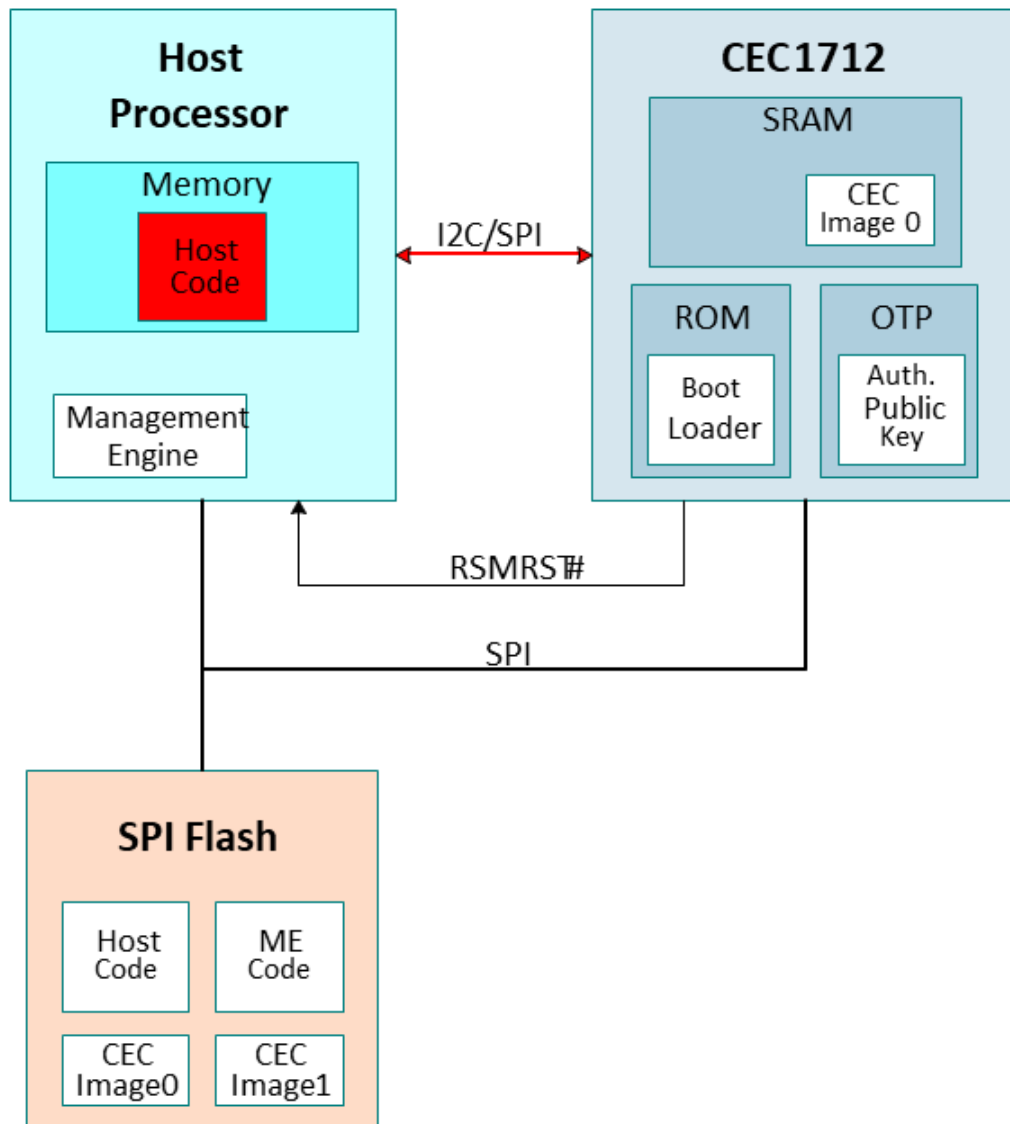 Host
Processor
Memory
Host
Code
Management
Engine
I2C/SPI
CEC1712
SRAM
CEC
Image 0
ROM
Boot
Loader
OTP
Auth.
Public
Key
RSMRST#
SPI
SPI Flash
Host
Code
ME
Code
CEC
Image0
CEC
Image1